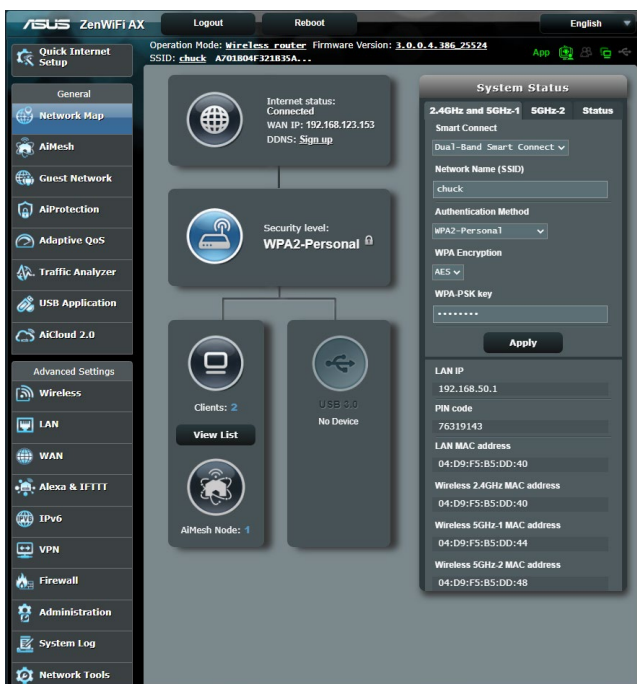 ASUS ZenWiFi AX
Logout
Reboot
English
Quick Internet
Setup
Operation Mode: Wireless router Firmware Version: 3.0.0.4.386_25524
SSID: chuck A701B04F321B35A...
App
General
Network Map
AiMesh
Guest Network
AiProtection
Adaptive QoS
Traffic Analyzer
USB Application
AiCloud 2.0
Advanced Settings
Wireless
LAN
WAN
Alexa & IFTTT
IPv6
VPN
Firewall
Administration
System Log
Network Tools
Internet status:
Connected
WAN IP: 192.168.123.153
DDNS: Sign up
Security level:
WPA2-Personal
Clients: 2
View List
AiMesh Node: 1
USB 3.0
No Device
System Status
2.4GHz and 5GHz-1 5GHz-2 Status
Smart Connect
Dual-Band Smart Connect
Network Name (SSID)
chuck
Authentication Method
WPA2-Personal
WPA Encryption
AES
WPA-PSK key
••••••••
Apply
LAN IP
192.168.50.1
PIN code
76319143
LAN MAC address
04:D9:F5:B5:DD:40
Wireless 2.4GHz MAC address
04:D9:F5:B5:DD:40
Wireless 5GHz-1 MAC address
04:D9:F5:B5:DD:44
Wireless 5GHz-2 MAC address
04:D9:F5:B5:DD:48